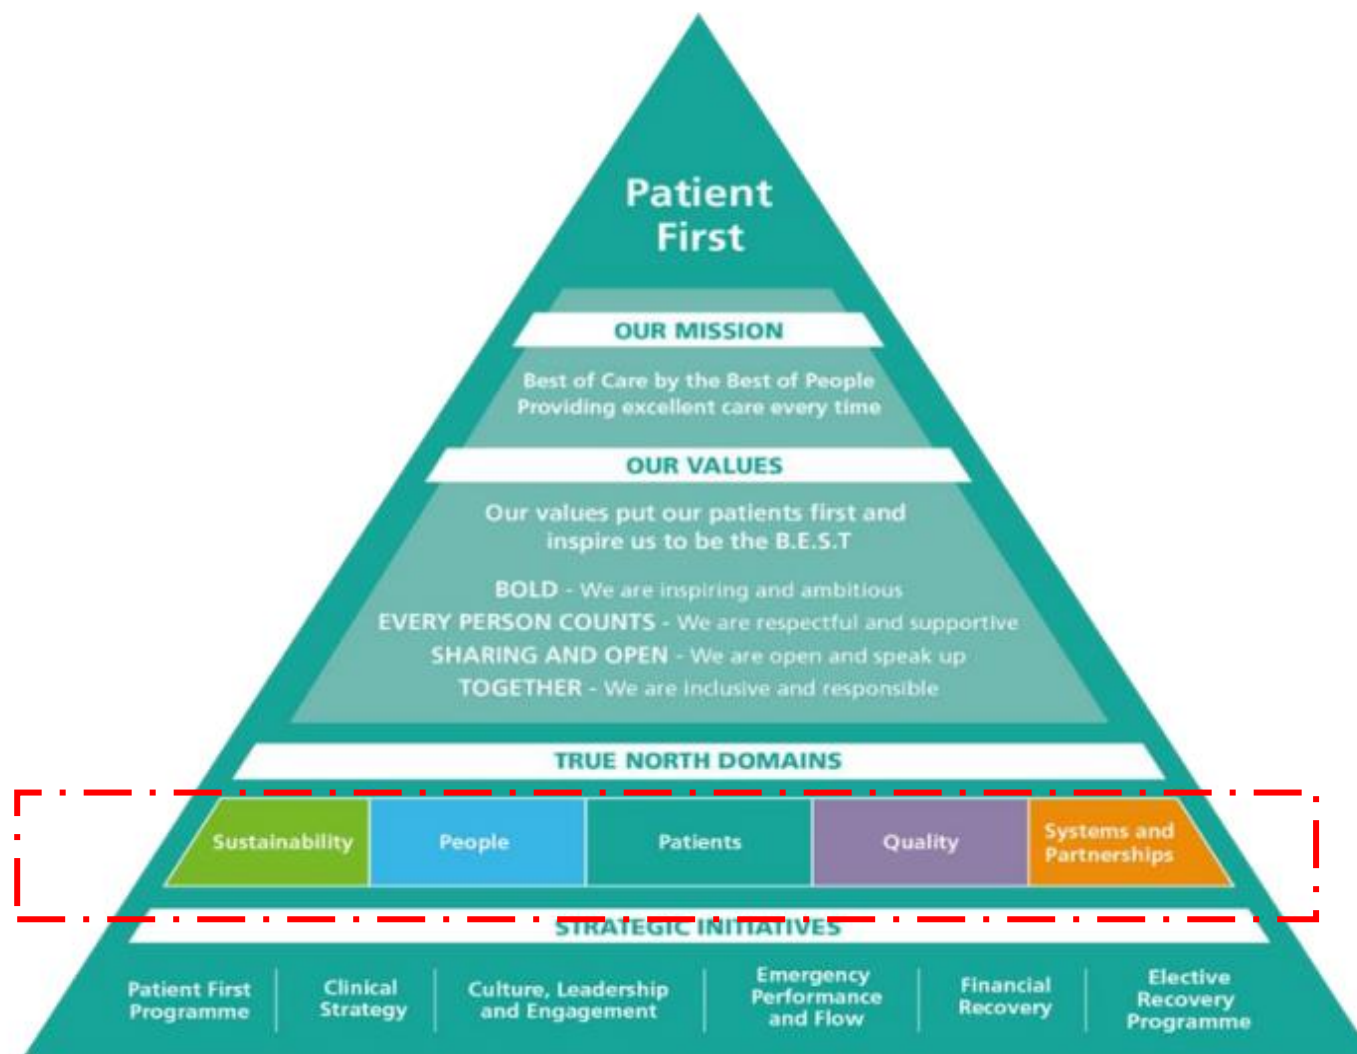 Patient
First
OUR MISSION
Best of Care by the Best of People
Providing excellent care every time
OUR VALUES
Our values put our patients first and
inspire us to be the B.E.S.T
BOLD - We are inspiring and ambitious
EVERY PERSON COUNTS - We are respectful and supportive
SHARING AND OPEN - We are open and speak up
TOGETHER - We are inclusive and responsible
TRUE NORTH DOMAINS
Sustainability
People
Patients
Quality
Systems and
Partnerships
STRATEGIC INITIATIVES
Patient First
Programme
Clinical
Strategy
Culture, Leadership
and Engagement
Emergency
Performance
and Flow
Financial
Recovery
Elective
Recovery
Programme